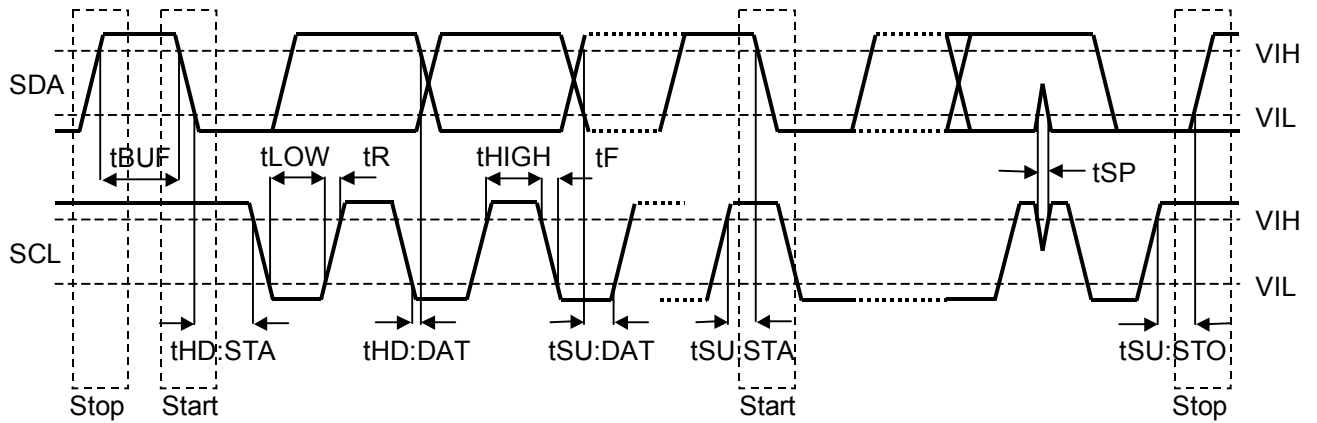 VIH
SDA
VIL
tBUF
tLOW
tR
tHIGH
tF
tSP
VIH
SCL
VIL
tHD:STA
tHD:DAT
tSU:DAT
tSU:STA
tSU:STO
Stop
Start
Start
Stop